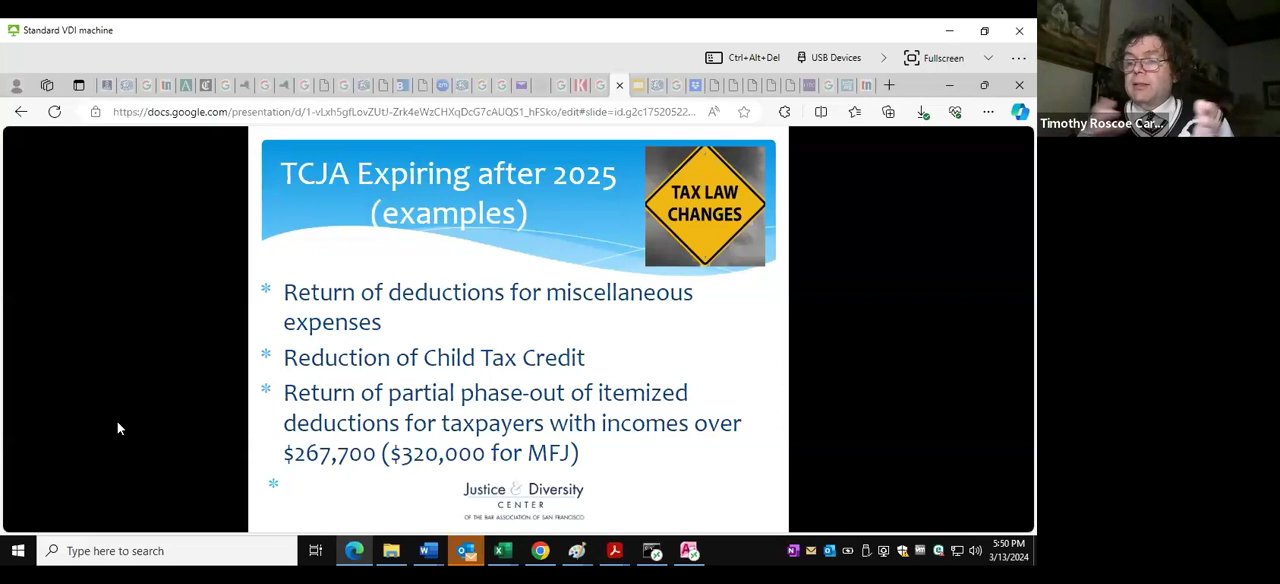 Standard VDI machine
Ctrl+Alt+Del
USB Devices
Fullscreen
https://docs.google.com/presentation/d/1-vLxh5gfLovZUtU-Zrk4eWzCHXqDcG7cAUQS1_hFSko/edit#slide=id.g2c17520522...
Timothy Roscoe Car...
TCJA Expiring after 2025
(examples)
TAX LAW
CHANGES
* Return of deductions for miscellaneous
expenses
* Reduction of Child Tax Credit
* Return of partial phase-out of itemized
deductions for taxpayers with incomes over
$267,700 ($320,000 for MFJ)
*
Justice & Diversity
CENTER
OF THE BAR ASSOCIATION OF SAN FRANCISCO
Type here to search
5:50 PM
3/13/2024